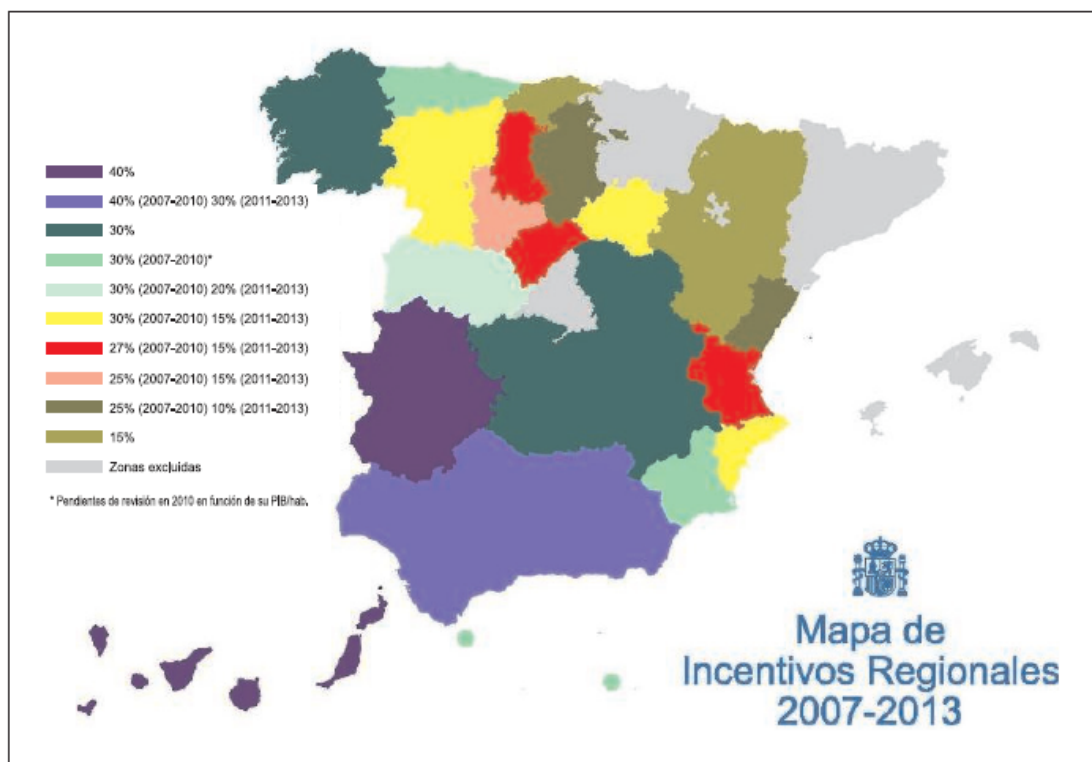 40%
40% (2007-2010) 30% (2011-2013)
30%
30% (2007-2010)*
30% (2007-2010) 20% (2011-2013)
30% (2007-2010) 15% (2011-2013)
27% (2007-2010) 15% (2011-2013)
25% (2007-2010) 15% (2011-2013)
25% (2007-2010) 10% (2011-2013)
15%
Zonas excluidas
* Pendientes de revisión en 2010 en función de su PIB/hab.
Mapa de
Incentivos Regionales
2007-2013